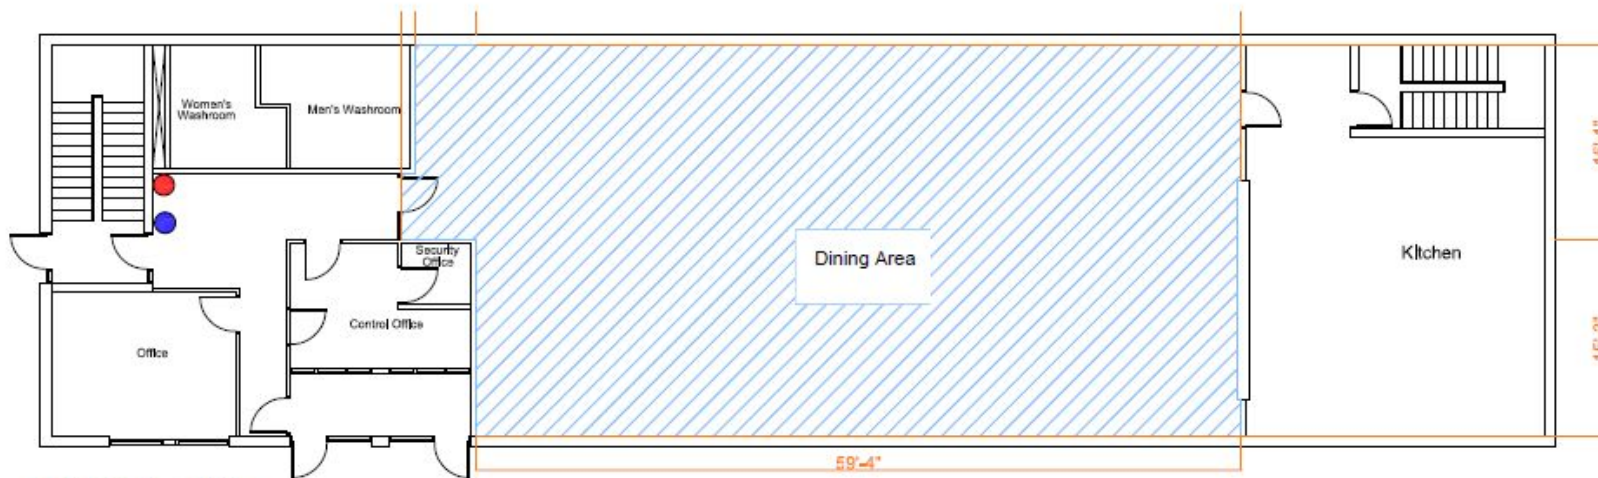 Women's
Washroom
Men's Washroom
Security
Office
Dining Area
Kitchen
Control Office
Office
59'-4"